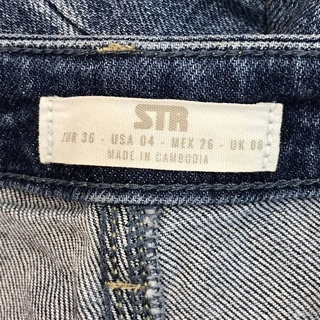 STR
EUR 36 - USA 04 - MEX 26 - UK 08
MADE IN CAMBODIA